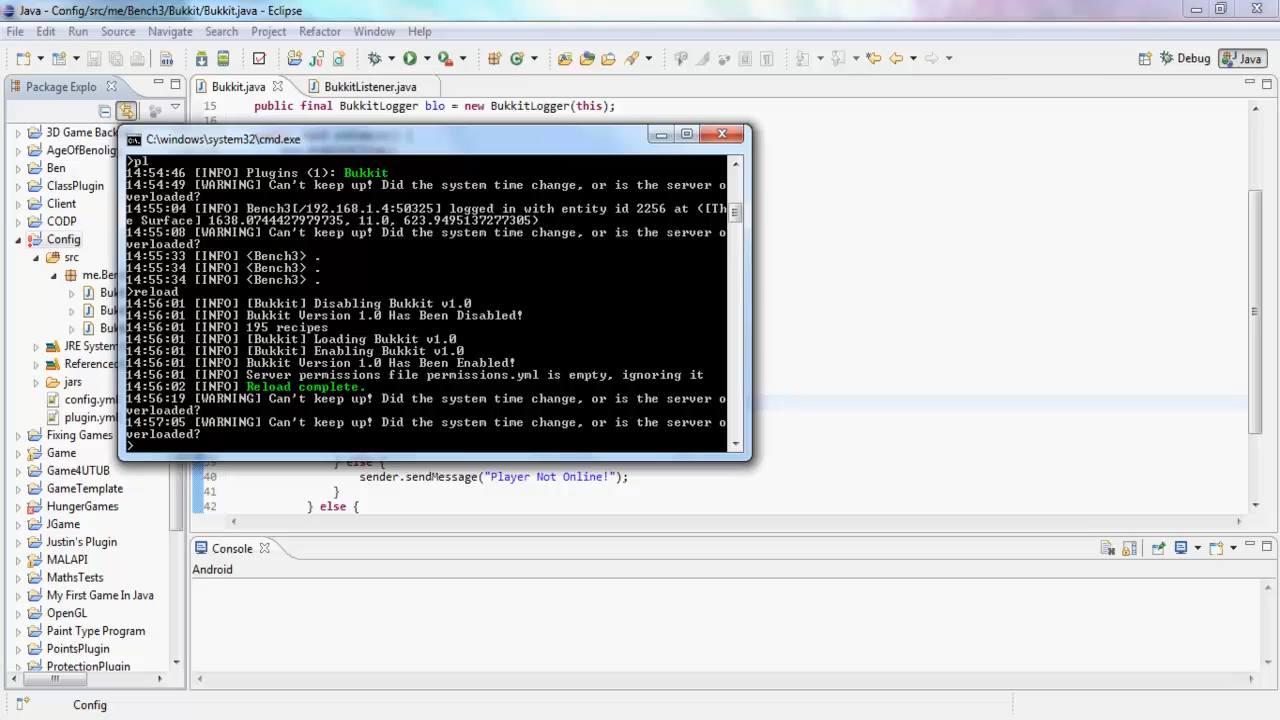 Java - Config/src/me/Bench3/Bukkit/Bukkit.java - Eclipse
File Edit Run Source Navigate Search Project Refactor Window Help
Debug Java
Package Explo
Bukkit.java
BukkitListener.java
15 public final BukkitLogger blo = new BukkitLogger(this);
3D Game Back
AgeOfBenolig
Ben
ClassPlugin
Client
CODP
Config
src
me.Ben
Buk
Buk
Buk
JRE System
Referenced
jars
config.yml
plugin.yml
Fixing Games
Game
Game4UTUB
GameTemplate
HungerGames
JGame
Justin's Plugin
MALAPI
MathsTests
My First Game In Java
OpenGL
Paint Type Program
PointsPlugin
ProtectionPlugin
C:\windows\system32\cmd.exe
>pl
14:54:46 [INFO] Plugins (1): Bukkit
14:54:49 [WARNING] Can't keep up! Did the system time change, or is the server o
verloaded?
14:55:04 [INFO] Bench3[/192.168.1.4:50325] logged in with entity id 2256 at ([Th
e Surface] 1638.0744427979735, 11.0, 623.9495137277305)
14:55:08 [WARNING] Can't keep up! Did the system time change, or is the server o
verloaded?
14:55:33 [INFO] <Bench3> .
14:55:34 [INFO] <Bench3> .
14:55:34 [INFO] <Bench3> .
>reload
14:56:01 [INFO] [Bukkit] Disabling Bukkit v1.0
14:56:01 [INFO] Bukkit Version 1.0 Has Been Disabled!
14:56:01 [INFO] 195 recipes
14:56:01 [INFO] [Bukkit] Loading Bukkit v1.0
14:56:01 [INFO] [Bukkit] Enabling Bukkit v1.0
14:56:01 [INFO] Bukkit Version 1.0 Has Been Enabled!
14:56:01 [INFO] Server permissions file permissions.yml is empty, ignoring it
14:56:02 [INFO] Reload complete.
14:56:19 [WARNING] Can't keep up! Did the system time change, or is the server o
verloaded?
14:57:05 [WARNING] Can't keep up! Did the system time change, or is the server o
verloaded?
>
} else {
40 sender.sendMessage("Player Not Online!");
41 }
42 } else {
Console
Android
Config